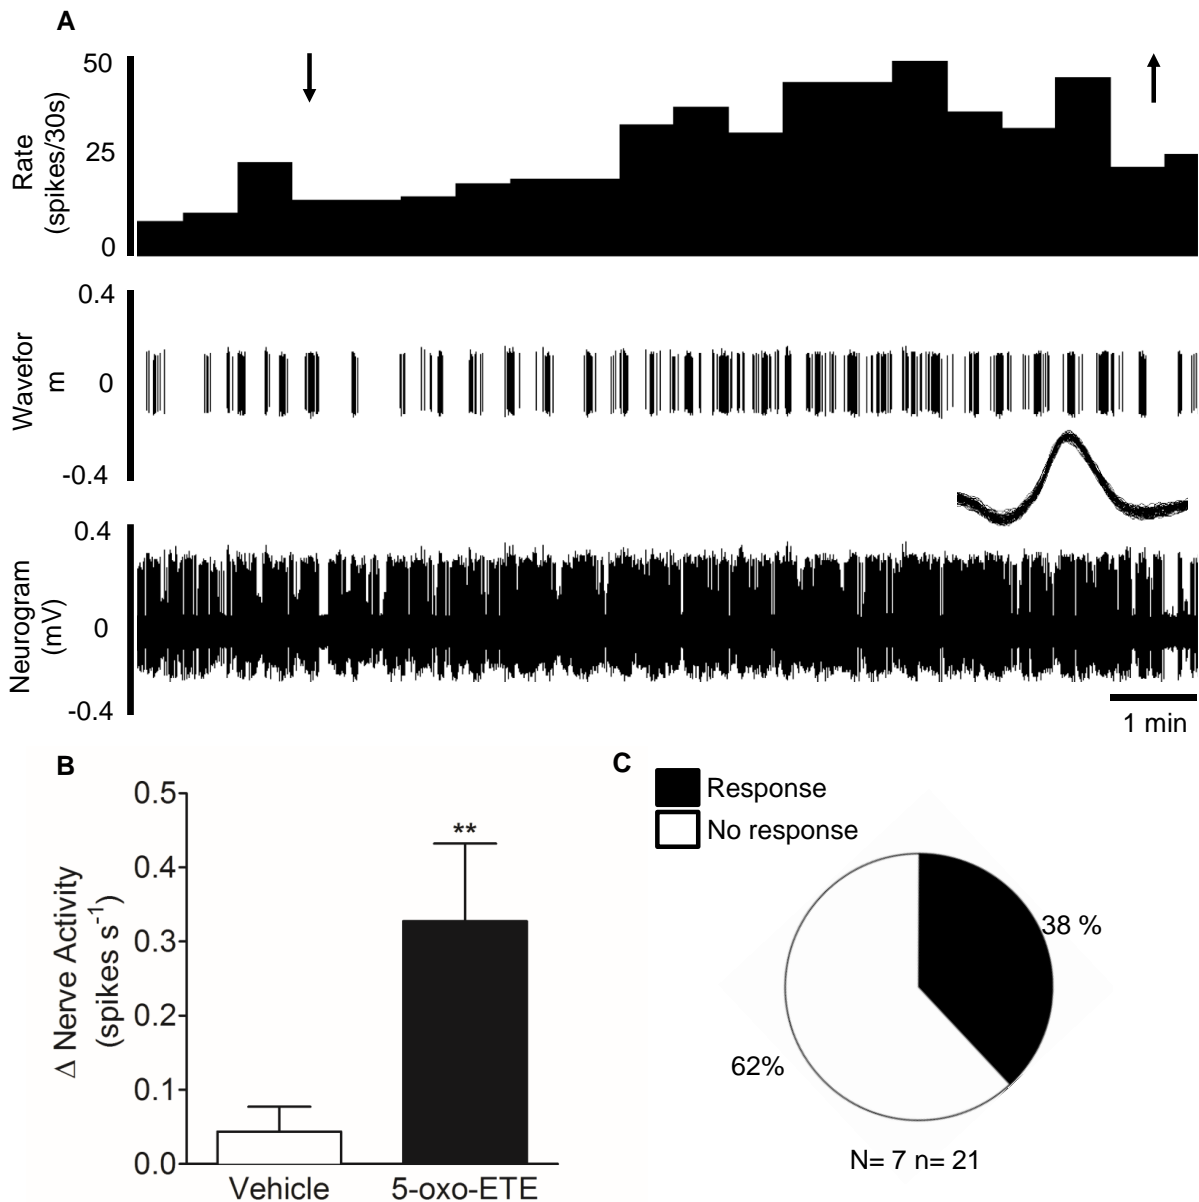 A
50
25
0
Rate
(spikes/30s)
0.4
0
-0.4
Wavefor
m
0.4
0
-0.4
Neurogram
(mV)
1 min
B
0.5
0.4
0.3
0.2
0.1
0.0
Δ Nerve Activity
(spikes s⁻¹)
**
Vehicle 5-oxo-ETE
C
Response
No response
38 %
62%
N= 7 n= 21